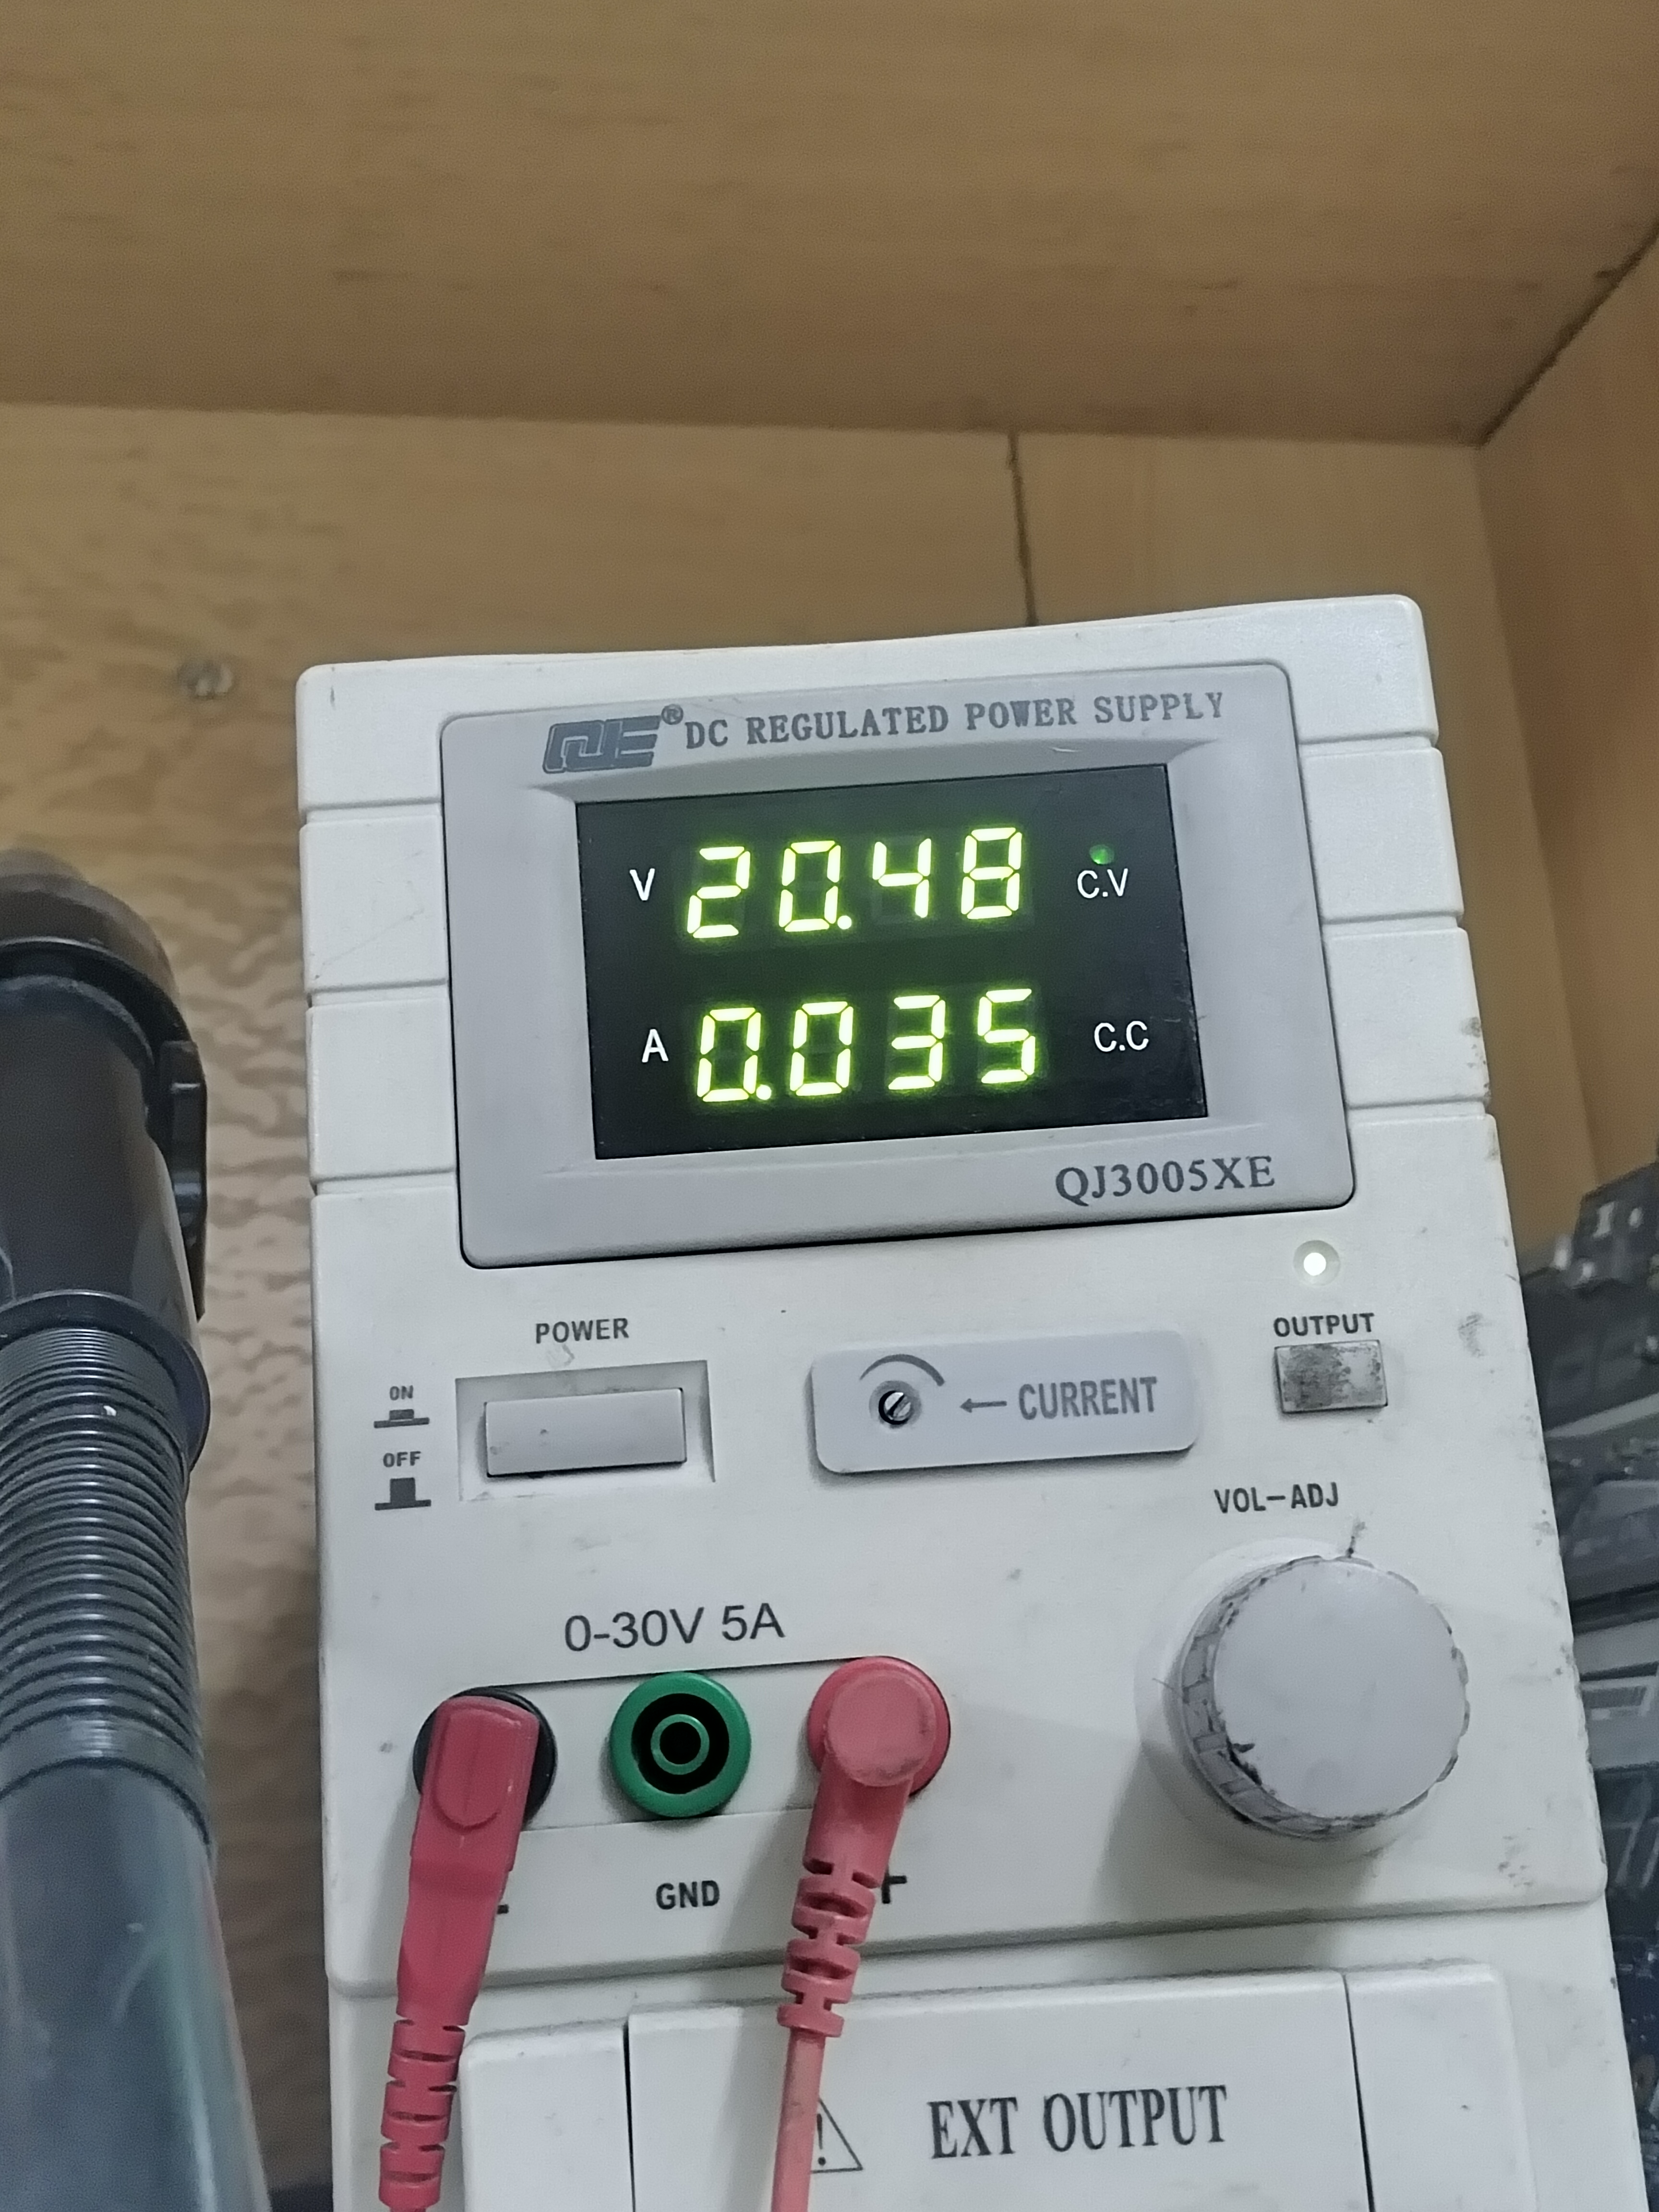 QJE® DC REGULATED POWER SUPPLY
V 20.48 C.V
A 0.035 C.C
QJ3005XE
POWER
ON
OFF
← CURRENT
OUTPUT
VOL-ADJ
0-30V 5A
- GND +
! EXT OUTPUT